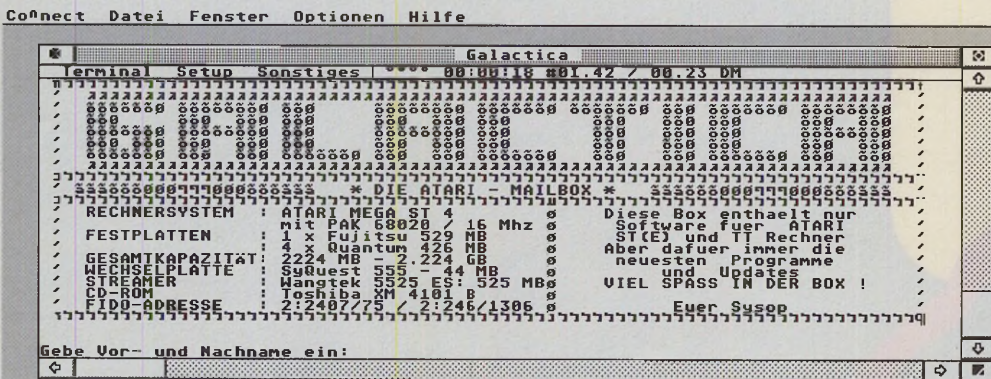 Connect Datei Fenster Optionen Hilfe
Galactica
Terminal Setup Sonstiges | °°°° 00:00:18 #01.42 / 00.23 DM
GALACTICA
* DIE ATARI - MAILBOX *
RECHNERSYSTEM : ATARI MEGA ST 4
mit PAK 68020 / 16 Mhz
FESTPLATTEN : 1 x Fujitsu 529 MB
: 4 x Quantum 426 MB
GESAMTKAPAZITÄT: 2224 MB - 2.224 GB
WECHSELPLATTE : SyQuest 555 - 44 MB
STREAMER : Wangtek 5525 ES: 525 MB
CD-ROM : Toshiba XM 4101 B
FIDO-ADRESSE : 2:2407/75 / 2:246/1306
Diese Box enthaelt nur
Software fuer ATARI
ST(E) und TT Rechner
Aber dafuer immer die
neuesten Programme
und Updates
VIEL SPASS IN DER BOX !
Euer Sysop
Gebe Vor- und Nachname ein: